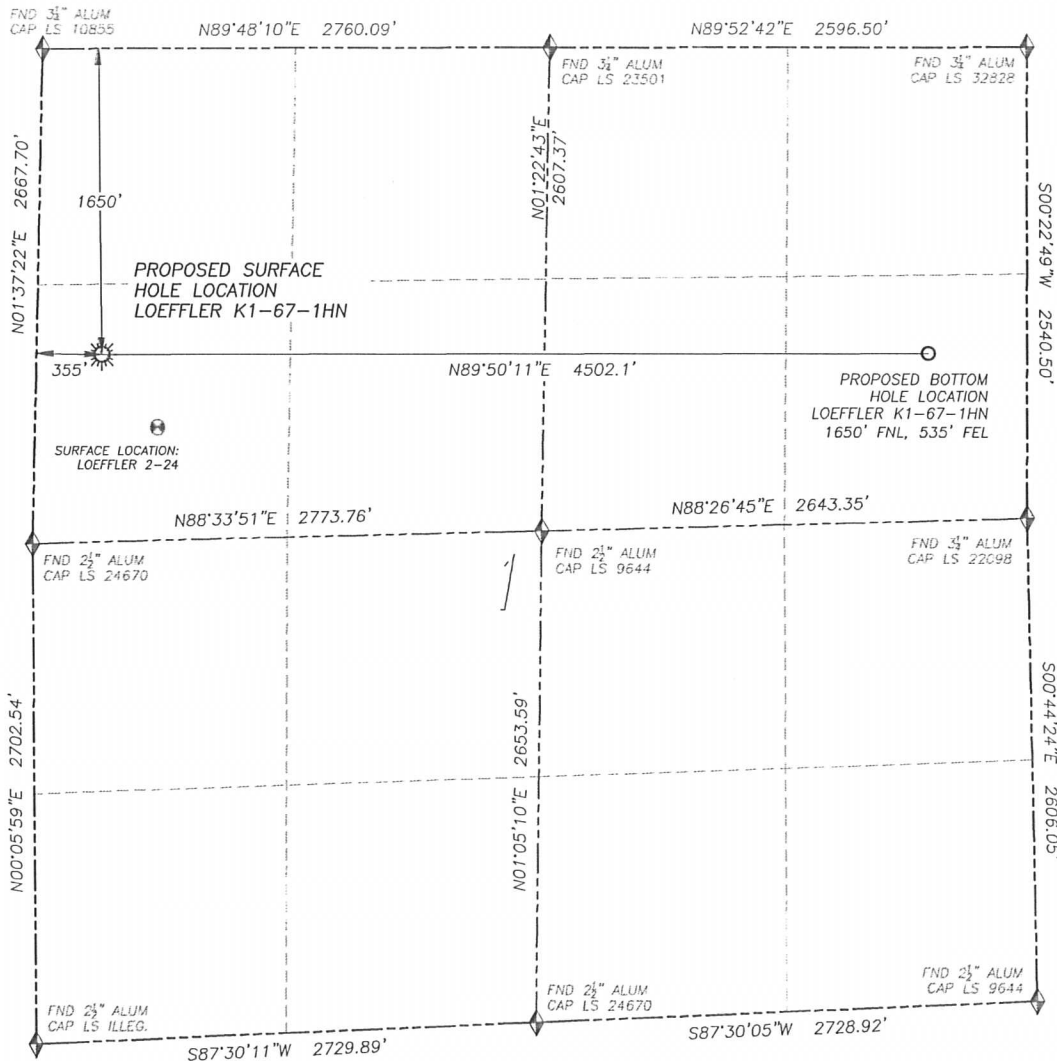 FND 3¼" ALUM
CAP LS 10855
N89°48'10"E 2760.09'
N89°52'42"E 2596.50'
FND 3¼" ALUM
CAP LS 23501
FND 3¼" ALUM
CAP LS 32828
N01°37'22"E 2667.70'
1650'
N01°22'43"E
2607.37'
S00°22'49"W 2540.50'
PROPOSED SURFACE
HOLE LOCATION
LOEFFLER K1-67-1HN
355'
N89°50'11"E 4502.1'
PROPOSED BOTTOM
HOLE LOCATION
LOEFFLER K1-67-1HN
1650' FNL, 535' FEL
SURFACE LOCATION:
LOEFFLER 2-24
N88°33'51"E 2773.76'
N88°26'45"E 2643.35'
FND 2½" ALUM
CAP LS 24670
FND 2½" ALUM
CAP LS 9644
FND 3¼" ALUM
CAP LS 22098
1
N00°05'59"E 2702.54'
N01°05'10"E 2653.59'
S00°44'24"E 2606.05'
FND 2½" ALUM
CAP LS ILLEG.
FND 2½" ALUM
CAP LS 24670
FND 2½" ALUM
CAP LS 9644
S87°30'11"W 2729.89'
S87°30'05"W 2728.92'